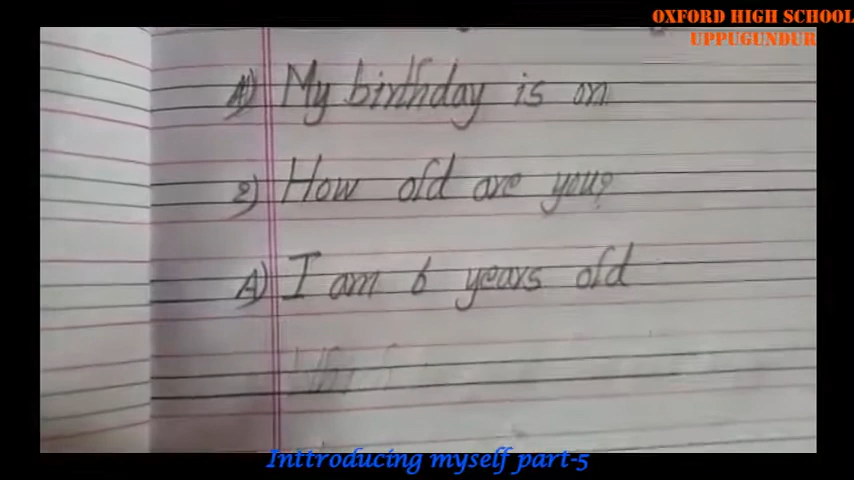 OXFORD HIGH SCHOOL
UPPUGUNDUR
A) My birthday is on
2) How old are you?
A) I am 6 years old
Inttroducing myself part-5